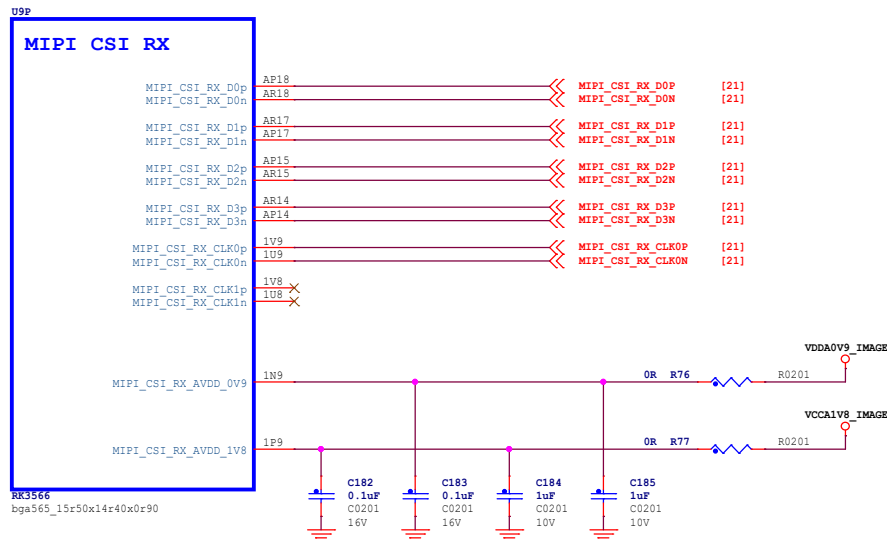 U9P
MIPI CSI RX
MIPI_CSI_RX_D0p AP18 MIPI_CSI_RX_D0P [21]
MIPI_CSI_RX_D0n AR18 MIPI_CSI_RX_D0N [21]
MIPI_CSI_RX_D1p AR17 MIPI_CSI_RX_D1P [21]
MIPI_CSI_RX_D1n AP17 MIPI_CSI_RX_D1N [21]
MIPI_CSI_RX_D2p AP15 MIPI_CSI_RX_D2P [21]
MIPI_CSI_RX_D2n AR15 MIPI_CSI_RX_D2N [21]
MIPI_CSI_RX_D3p AR14 MIPI_CSI_RX_D3P [21]
MIPI_CSI_RX_D3n AP14 MIPI_CSI_RX_D3N [21]
MIPI_CSI_RX_CLK0p 1V9 MIPI_CSI_RX_CLK0P [21]
MIPI_CSI_RX_CLK0n 1U9 MIPI_CSI_RX_CLK0N [21]
MIPI_CSI_RX_CLK1p 1V8
MIPI_CSI_RX_CLK1n 1U8
VDDA0V9_IMAGE
MIPI_CSI_RX_AVDD_0V9 1N9 0R R76 R0201
VCCA1V8_IMAGE
MIPI_CSI_RX_AVDD_1V8 1P9 0R R77 R0201
C182 C183 C184 C185
0.1uF 0.1uF 1uF 1uF
C0201 C0201 C0201 C0201
16V 16V 10V 10V
RK3566
bga565_15r50x14r40x0r90